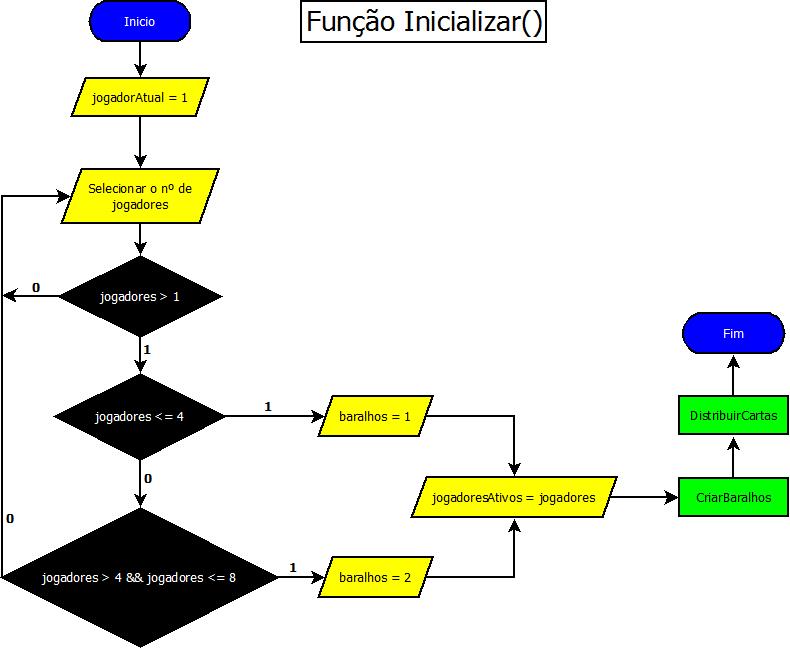 Função Inicializar()
Inicio
jogadorAtual = 1
Selecionar o nº de
jogadores
jogadores > 1
0
1
jogadores <= 4
1
0
baralhos = 1
jogadoresAtivos = jogadores
jogadores > 4 && jogadores <= 8
0
1
baralhos = 2
CriarBaralhos
DistribuirCartas
Fim